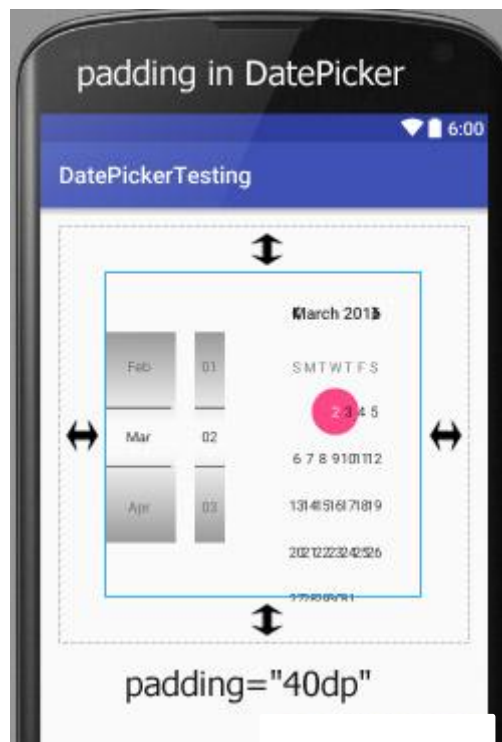 padding in DatePicker
6:00
DatePickerTesting
March 201
Feb 01
S M T W T F S
2 3 4 5
Mar 02
6 7 8 9 10 11 12
Apr 03
13 14 15 16 17 18 19
20 21 22 23 24 25 26
padding="40dp"